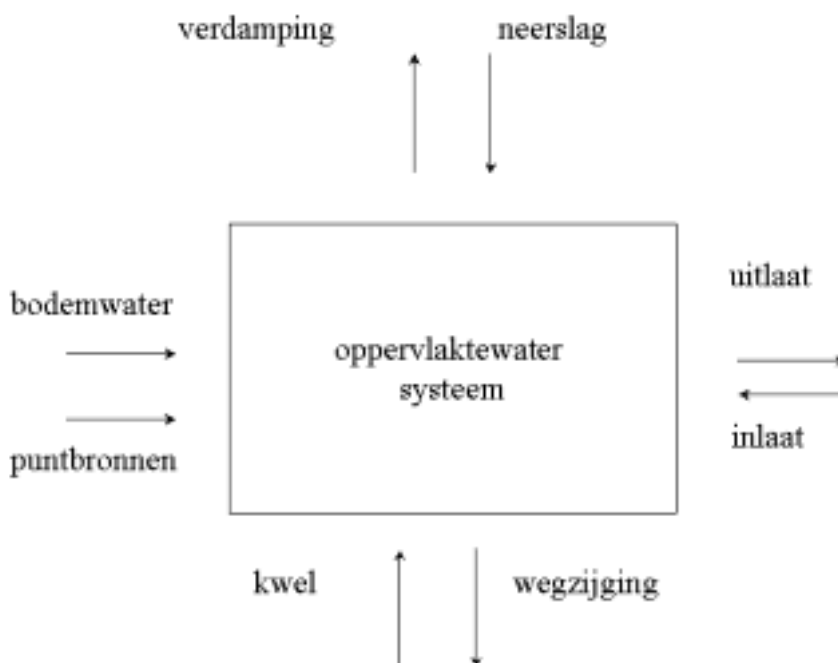 verdamping
neerslag
uitlaat
bodemwater
oppervlaktewater
systeem
inlaat
puntbronnen
kwel
wegzijging